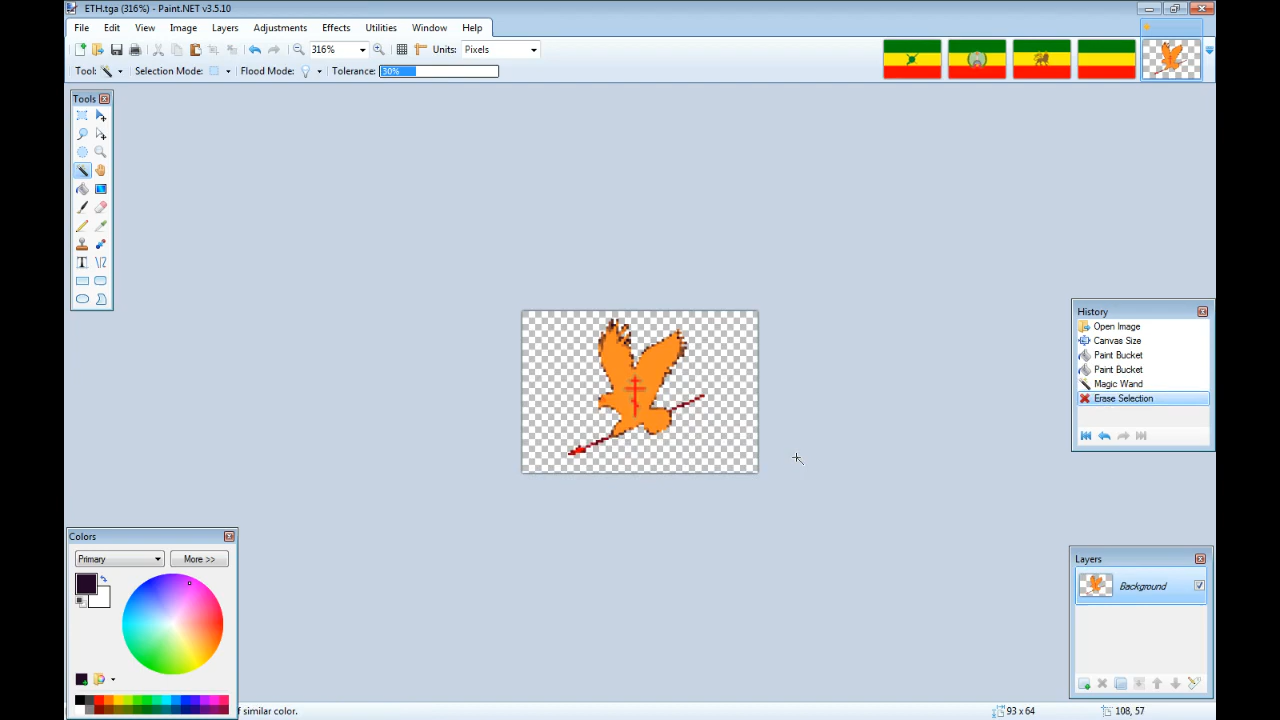 ETH.tga (316%) - Paint.NET v3.5.10
File Edit View Image Layers Adjustments Effects Utilities Window Help
316% Units: Pixels
Tool: Selection Mode: Flood Mode: Tolerance: 30%
Tools
History
Open Image
Canvas Size
Paint Bucket
Paint Bucket
Magic Wand
Erase Selection
Colors
Primary More >>
Layers
Background
f similar color. 93 x 64 108, 57